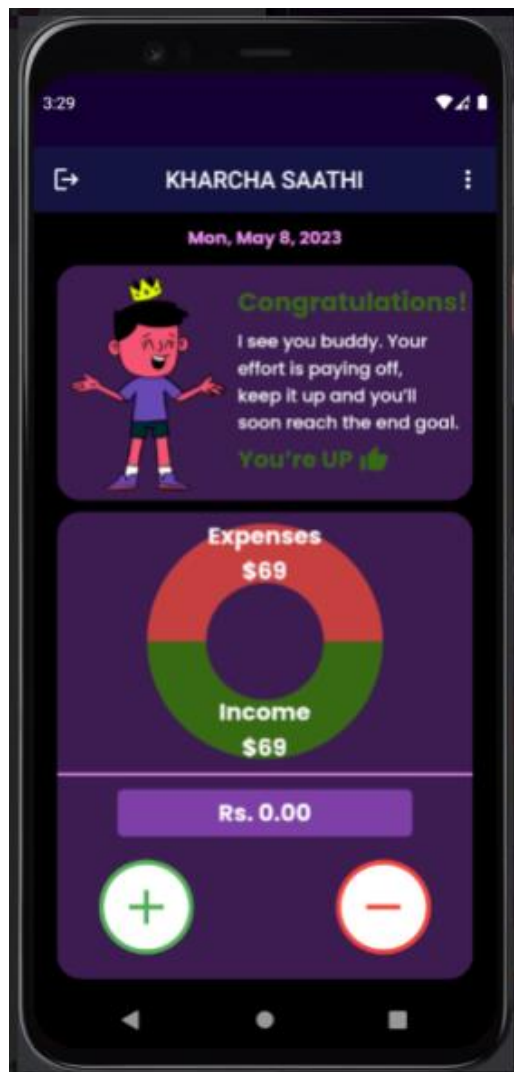 3:29
KHARCHA SAATHI
Mon, May 8, 2023
Congratulations!
I see you buddy. Your
effort is paying off,
keep it up and you'll
soon reach the end goal.
You're UP
Expenses
$69
Income
$69
Rs. 0.00